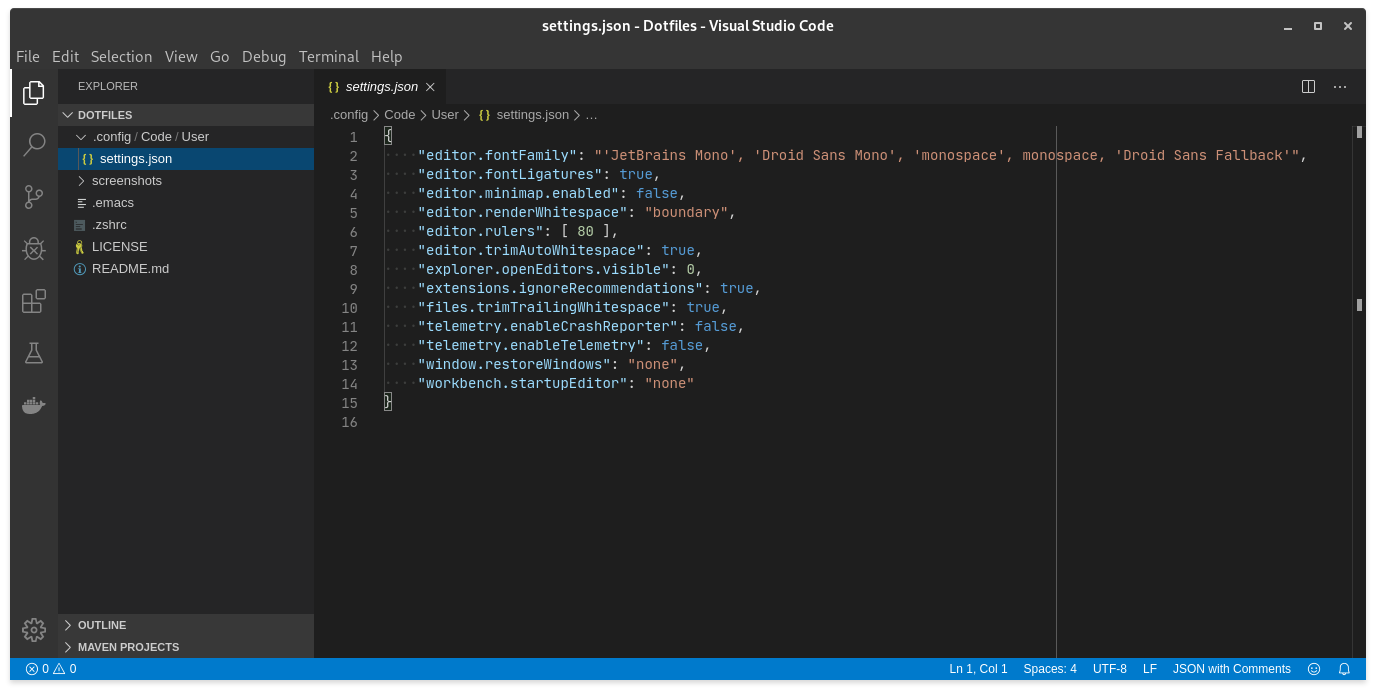 settings.json - Dotfiles - Visual Studio Code
File Edit Selection View Go Debug Terminal Help
EXPLORER
DOTFILES
.config / Code / User
{ } settings.json
screenshots
.emacs
.zshrc
LICENSE
README.md
OUTLINE
MAVEN PROJECTS
{ } settings.json
.config > Code > User > { } settings.json > ...
1 {
2 ····"editor.fontFamily": "'JetBrains Mono', 'Droid Sans Mono', 'monospace', monospace, 'Droid Sans Fallback'",
3 ····"editor.fontLigatures": true,
4 ····"editor.minimap.enabled": false,
5 ····"editor.renderWhitespace": "boundary",
6 ····"editor.rulers": [ 80 ],
7 ····"editor.trimAutoWhitespace": true,
8 ····"explorer.openEditors.visible": 0,
9 ····"extensions.ignoreRecommendations": true,
10 ····"files.trimTrailingWhitespace": true,
11 ····"telemetry.enableCrashReporter": false,
12 ····"telemetry.enableTelemetry": false,
13 ····"window.restoreWindows": "none",
14 ····"workbench.startupEditor": "none"
15 }
16
0 0 Ln 1, Col 1 Spaces: 4 UTF-8 LF JSON with Comments